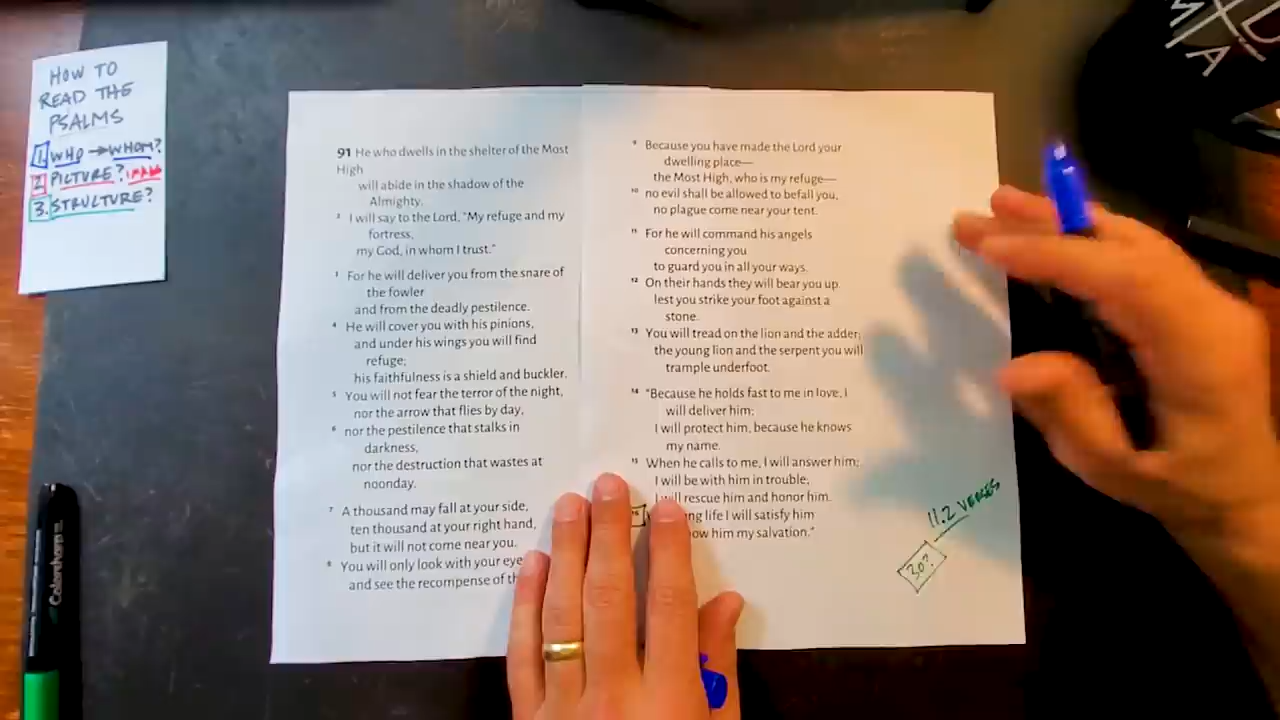 HOW TO
READ THE
PSALMS
1. WHO → WHOM?
2. PICTURE?
3. STRUCTURE?
91 He who dwells in the shelter of the Most
High
will abide in the shadow of the
Almighty.
2 I will say to the Lord, "My refuge and my
fortress,
my God, in whom I trust."
3 For he will deliver you from the snare of
the fowler
and from the deadly pestilence.
4 He will cover you with his pinions,
and under his wings you will find
refuge;
his faithfulness is a shield and buckler.
5 You will not fear the terror of the night,
nor the arrow that flies by day,
6 nor the pestilence that stalks in
darkness,
nor the destruction that wastes at
noonday.
7 A thousand may fall at your side,
ten thousand at your right hand,
but it will not come near you.
8 You will only look with your eye
and see the recompense of th
9 Because you have made the Lord your
dwelling place—
the Most High, who is my refuge—
10 no evil shall be allowed to befall you,
no plague come near your tent.
11 For he will command his angels
concerning you
to guard you in all your ways.
12 On their hands they will bear you up,
lest you strike your foot against a
stone.
13 You will tread on the lion and the adder;
the young lion and the serpent you will
trample underfoot.
14 "Because he holds fast to me in love, I
will deliver him;
I will protect him, because he knows
my name.
15 When he calls to me, I will answer him;
I will be with him in trouble;
I will rescue him and honor him.
16 ng life I will satisfy him
ow him my salvation."
11.2 VERSES
30?